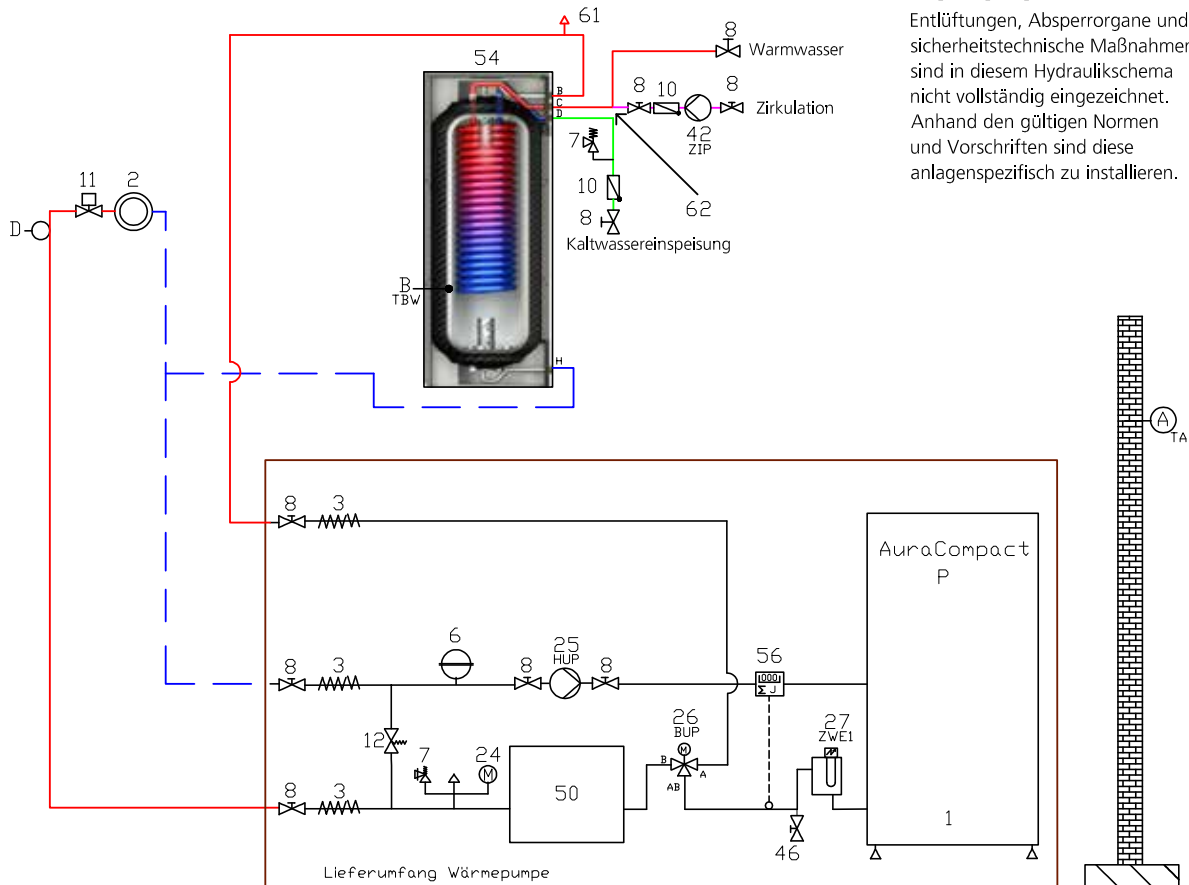 61
8
Warmwasser
Entlüftungen, Absperrorgane und
sicherheitstechnische Maßnahmen
sind in diesem Hydraulikschema
nicht vollständig eingezeichnet.
Anhand den gültigen Normen
und Vorschriften sind diese
anlagenspezifisch zu installieren.
54
B
C
D
8
10
8
Zirkulation
42
ZIP
7
10
8
62
Kaltwassereinspeisung
11
2
D
B
TBW
H
A
TA
8
3
AuraCompact
P
6
25
HUP
8
8
8
3
56
000
Σ J
12
7
24
M
26
BUP
M
B
A
AB
27
ZWE1
8
3
50
46
1
Lieferumfang Wärmepumpe